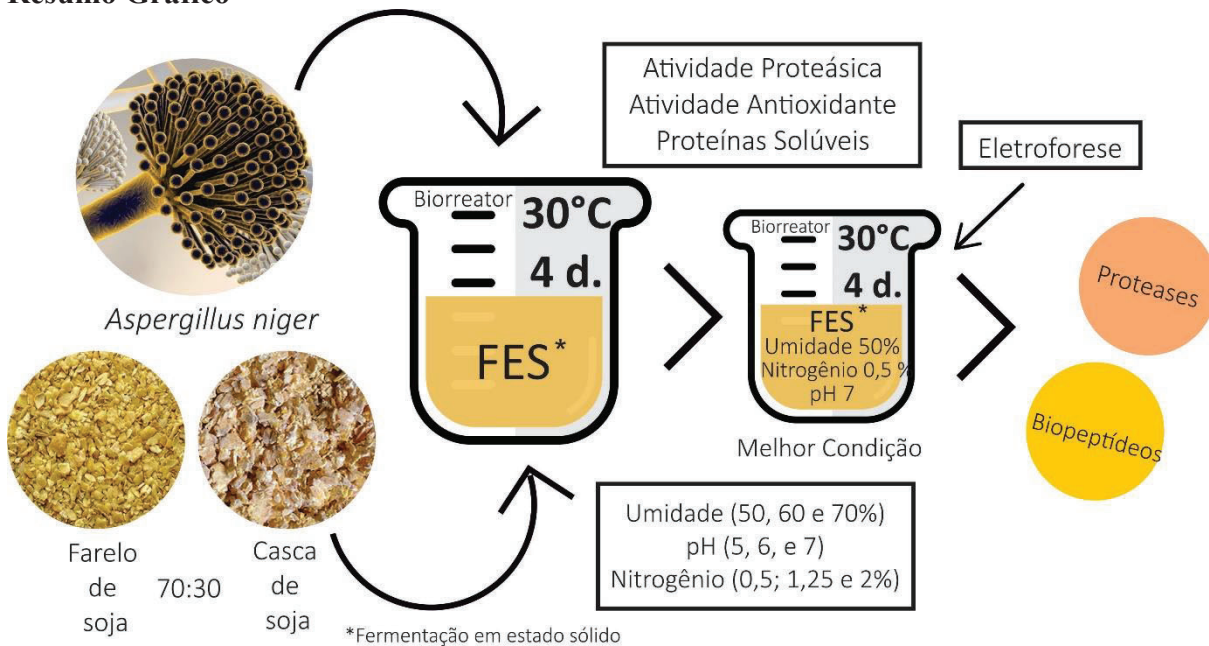 Resumo Gráfico
Atividade Proteásica
Atividade Antioxidante
Proteínas Solúveis
Eletroforese
Aspergillus niger
Farelo
de
soja
70:30
Casca
de
soja
Biorreator
30°C
4 d.
FES*
Biorreator
30°C
4 d.
FES*
Umidade 50%
Nitrogênio 0,5 %
pH 7
Melhor Condição
Umidade (50, 60 e 70%)
pH (5, 6, e 7)
Nitrogênio (0,5; 1,25 e 2%)
Proteases
Biopeptídeos
*Fermentação em estado sólido